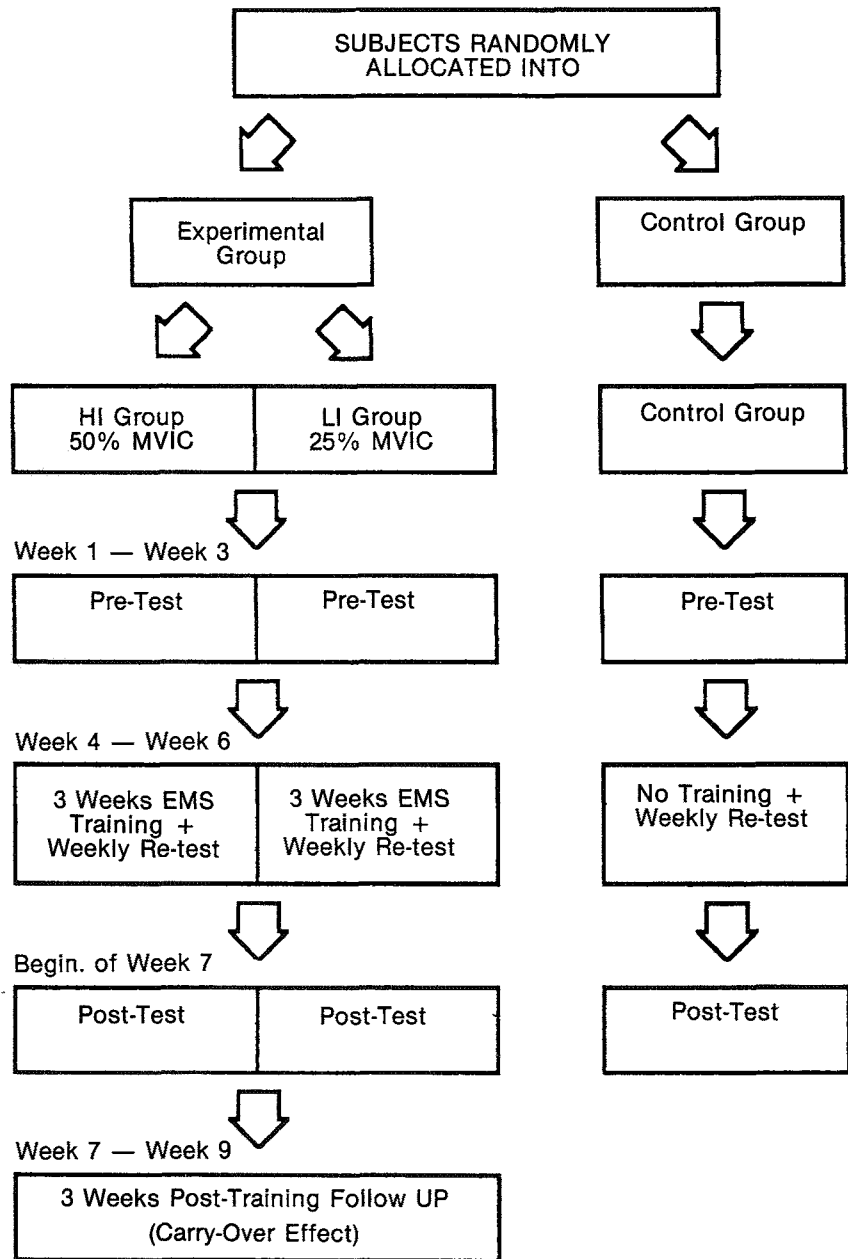 SUBJECTS RANDOMLY
ALLOCATED INTO
Experimental
Group
Control Group
HI Group
50% MVIC
LI Group
25% MVIC
Control Group
Week 1 — Week 3
Pre-Test
Pre-Test
Pre-Test
Week 4 — Week 6
3 Weeks EMS
Training +
Weekly Re-test
3 Weeks EMS
Training +
Weekly Re-test
No Training +
Weekly Re-test
Begin. of Week 7
Post-Test
Post-Test
Post-Test
Week 7 — Week 9
3 Weeks Post-Training Follow UP
(Carry-Over Effect)